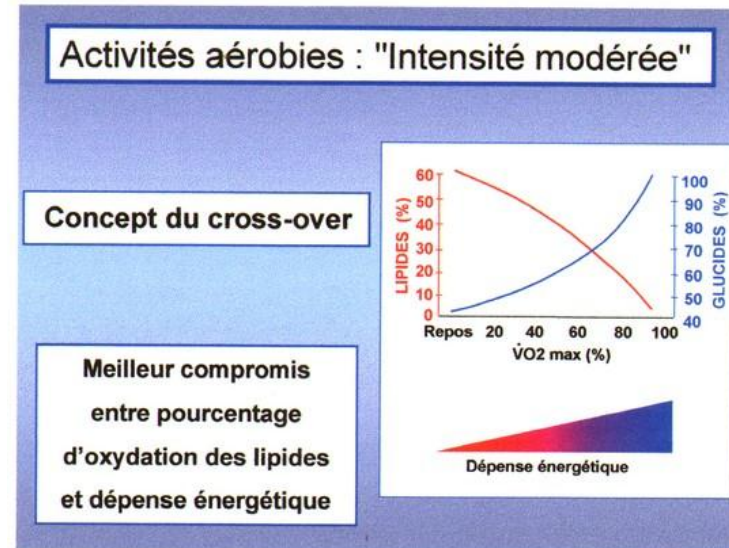 Activités aérobies : "Intensité modérée"
Concept du cross-over
Meilleur compromis
entre pourcentage
d'oxydation des lipides
et dépense énergétique
LIPIDES (%)
60
50
40
30
20
10
0
100
90
80
70
60
50
40
GLUCIDES (%)
Repos 20 40 60 80 100
V̇O2 max (%)
Dépense énergétique